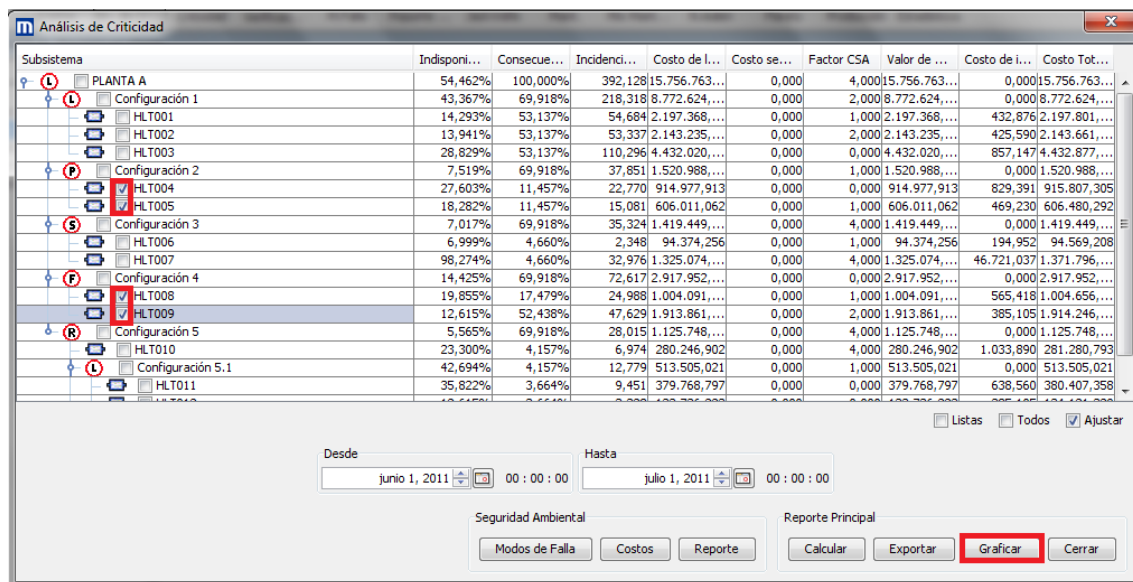 Análisis de Criticidad
Subsistema Indisponi... Consecue... Incidenci... Costo de l... Costo se... Factor CSA Valor de ... Costo de i... Costo Tot...
L PLANTA A 54,462% 100,000% 392,128 15.756.763... 0,000 4,000 15.756.763... 0,000 15.756.763...
L Configuración 1 43,367% 69,918% 218,318 8.772.624,... 0,000 2,000 8.772.624,... 0,000 8.772.624,...
HLT001 14,293% 53,137% 54,684 2.197.368,... 0,000 1,000 2.197.368,... 432,876 2.197.801,...
HLT002 13,941% 53,137% 53,337 2.143.235,... 0,000 2,000 2.143.235,... 425,590 2.143.661,...
HLT003 28,829% 53,137% 110,296 4.432.020,... 0,000 0,000 4.432.020,... 857,147 4.432.877,...
P Configuración 2 7,519% 69,918% 37,851 1.520.988,... 0,000 1,000 1.520.988,... 0,000 1.520.988,...
HLT004 27,603% 11,457% 22,770 914.977,913 0,000 0,000 914.977,913 829,391 915.807,305
HLT005 18,282% 11,457% 15,081 606.011,062 0,000 1,000 606.011,062 469,230 606.480,292
S Configuración 3 7,017% 69,918% 35,324 1.419.449,... 0,000 4,000 1.419.449,... 0,000 1.419.449,...
HLT006 6,999% 4,660% 2,348 94.374,256 0,000 1,000 94.374,256 194,952 94.569,208
HLT007 98,274% 4,660% 32,976 1.325.074,... 0,000 4,000 1.325.074,... 46.721,037 1.371.796,...
F Configuración 4 14,425% 69,918% 72,617 2.917.952,... 0,000 0,000 2.917.952,... 0,000 2.917.952,...
HLT008 19,855% 17,479% 24,988 1.004.091,... 0,000 1,000 1.004.091,... 565,418 1.004.656,...
HLT009 12,615% 52,438% 47,629 1.913.861,... 0,000 2,000 1.913.861,... 385,105 1.914.246,...
R Configuración 5 5,565% 69,918% 28,015 1.125.748,... 0,000 4,000 1.125.748,... 0,000 1.125.748,...
HLT010 23,300% 4,157% 6,974 280.246,902 0,000 4,000 280.246,902 1.033,890 281.280,793
L Configuración 5.1 42,694% 4,157% 12,779 513.505,021 0,000 1,000 513.505,021 0,000 513.505,021
HLT011 35,822% 3,664% 9,451 379.768,797 0,000 0,000 379.768,797 638,560 380.407,358
Listas Todos Ajustar
Desde Hasta
junio 1, 2011 00 : 00 : 00 julio 1, 2011 00 : 00 : 00
Seguridad Ambiental Reporte Principal
Modos de Falla Costos Reporte Calcular Exportar Graficar Cerrar